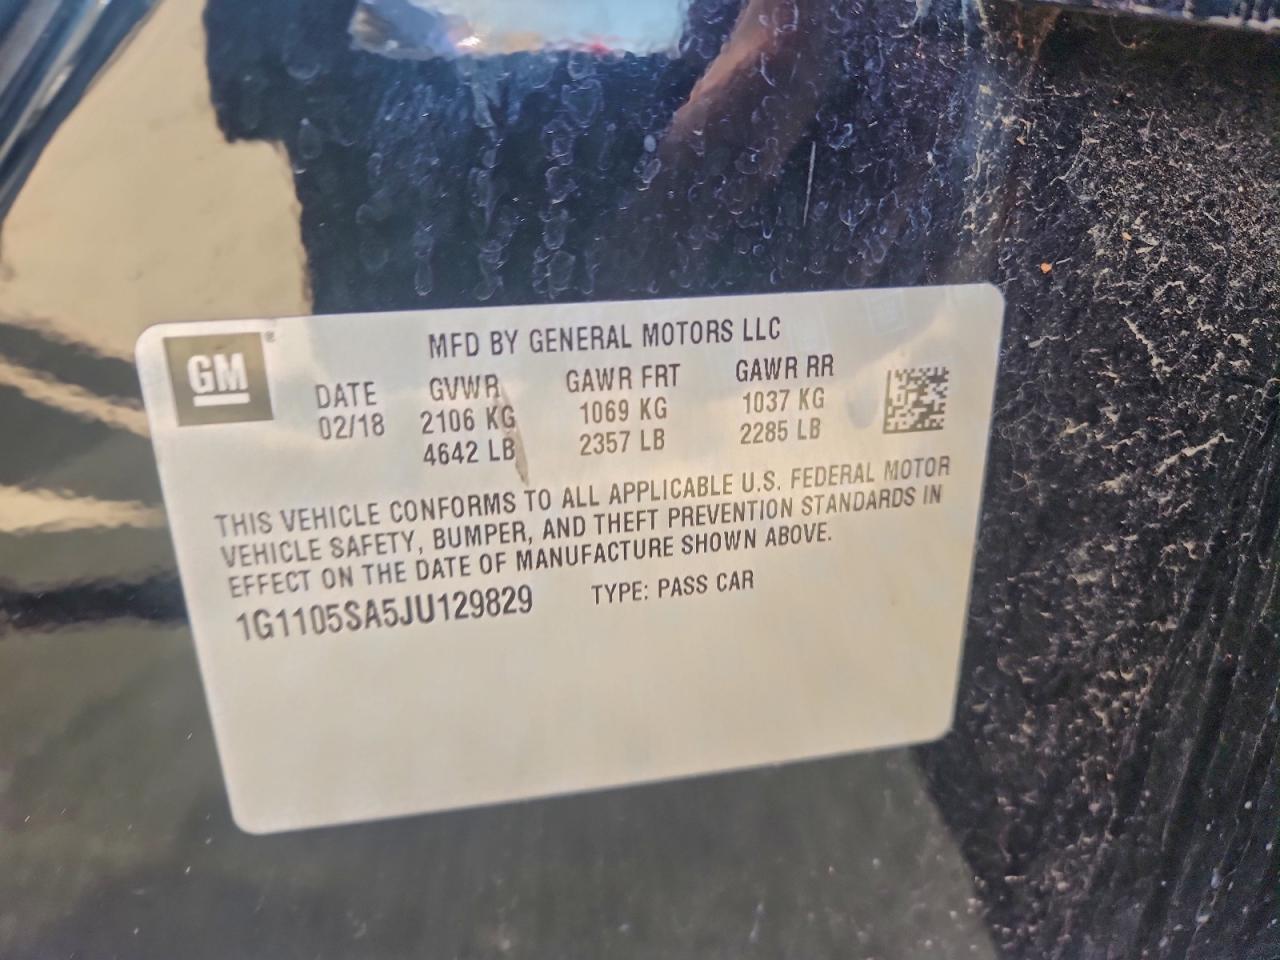 GM
MFD BY GENERAL MOTORS LLC
DATE GVWR GAWR FRT GAWR RR
02/18 2106 KG 1069 KG 1037 KG
4642 LB 2357 LB 2285 LB
THIS VEHICLE CONFORMS TO ALL APPLICABLE U.S. FEDERAL MOTOR
VEHICLE SAFETY, BUMPER, AND THEFT PREVENTION STANDARDS IN
EFFECT ON THE DATE OF MANUFACTURE SHOWN ABOVE.
1G1105SA5JU129829 TYPE: PASS CAR